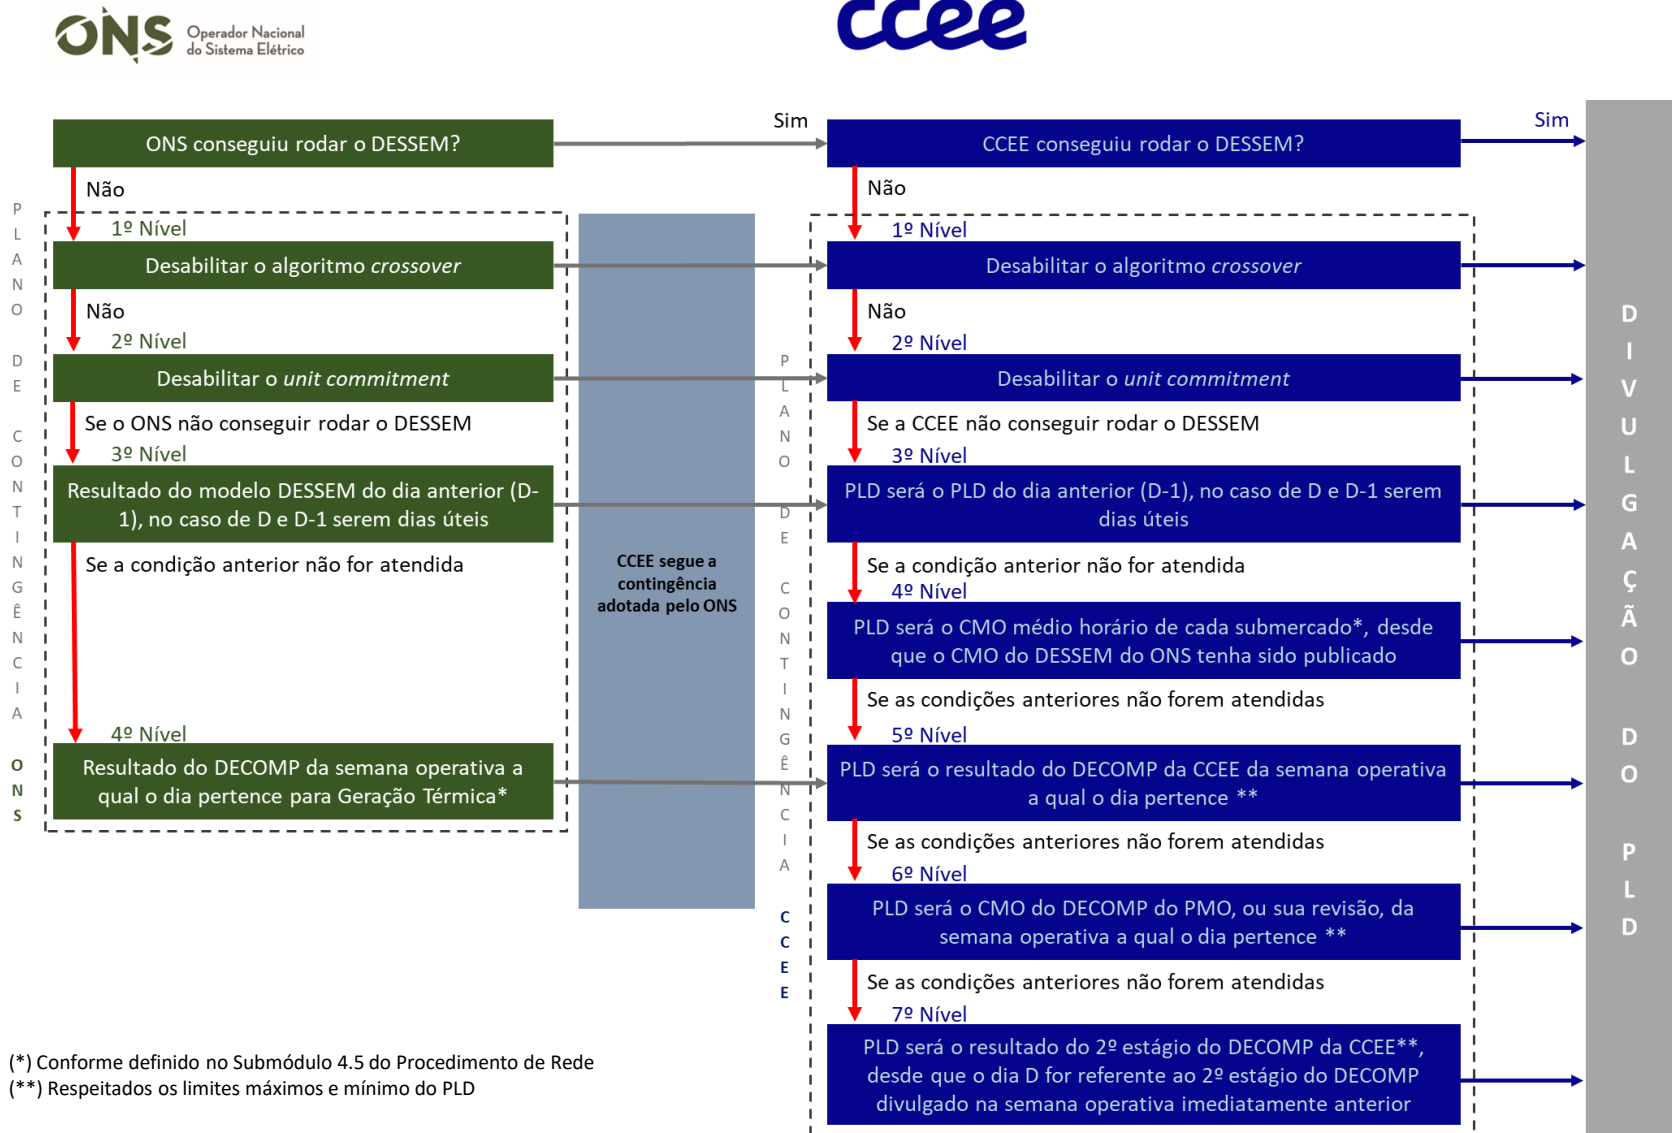 ONS
Operador Nacional
do Sistema Elétrico
ccee
ONS conseguiu rodar o DESSEM?
Sim
CCEE conseguiu rodar o DESSEM?
Sim
Não
Não
PLANO DE CONTINGÊNCIA ONS
1º Nível
Desabilitar o algoritmo crossover
Não
2º Nível
Desabilitar o unit commitment
Se o ONS não conseguir rodar o DESSEM
3º Nível
Resultado do modelo DESSEM do dia anterior (D-
1), no caso de D e D-1 serem dias úteis
Se a condição anterior não for atendida
4º Nível
Resultado do DECOMP da semana operativa a
qual o dia pertence para Geração Térmica*
CCEE segue a
contingência
adotada pelo ONS
PLANO DE CONTINGÊNCIA CCEE
1º Nível
Desabilitar o algoritmo crossover
Não
2º Nível
Desabilitar o unit commitment
Se a CCEE não conseguir rodar o DESSEM
3º Nível
PLD será o PLD do dia anterior (D-1), no caso de D e D-1 serem
dias úteis
Se a condição anterior não for atendida
4º Nível
PLD será o CMO médio horário de cada submercado*, desde
que o CMO do DESSEM do ONS tenha sido publicado
Se as condições anteriores não forem atendidas
5º Nível
PLD será o resultado do DECOMP da CCEE da semana operativa
a qual o dia pertence **
Se as condições anteriores não forem atendidas
6º Nível
PLD será o CMO do DECOMP do PMO, ou sua revisão, da
semana operativa a qual o dia pertence **
Se as condições anteriores não forem atendidas
7º Nível
PLD será o resultado do 2º estágio do DECOMP da CCEE**,
desde que o dia D for referente ao 2º estágio do DECOMP
divulgado na semana operativa imediatamente anterior
DIVULGAÇÃO DO PLD
(*) Conforme definido no Submódulo 4.5 do Procedimento de Rede
(**) Respeitados os limites máximos e mínimo do PLD